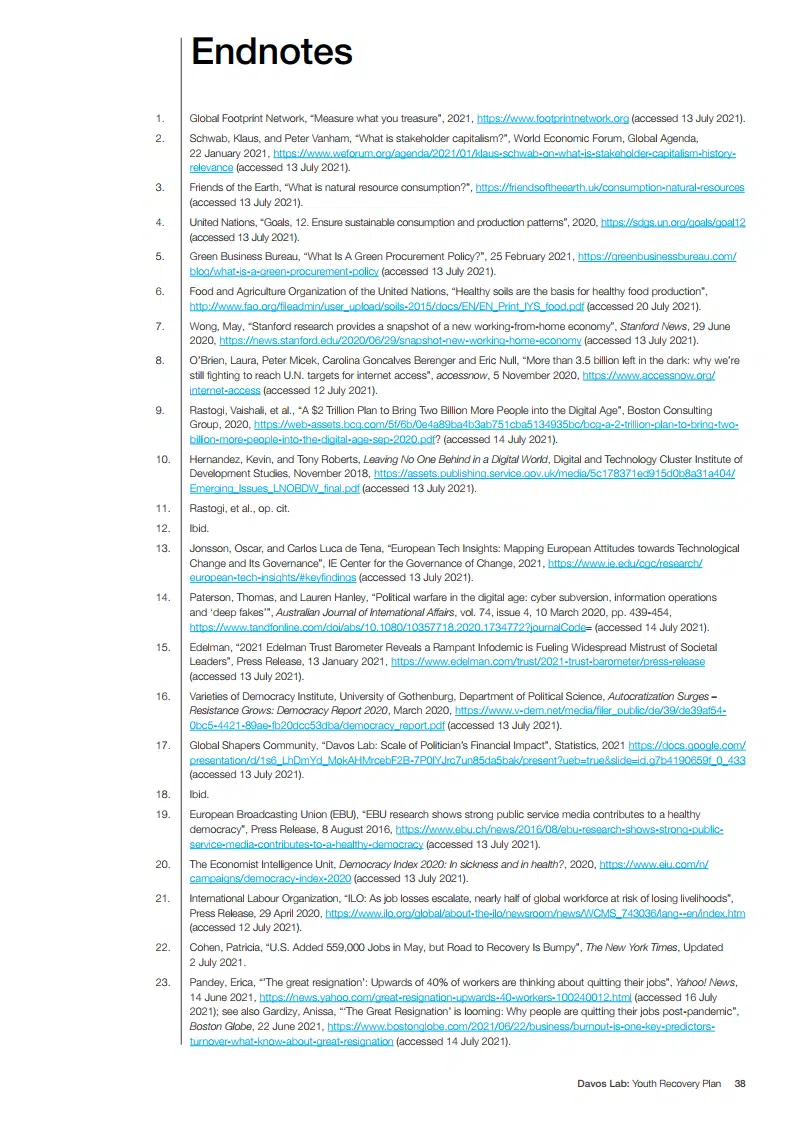 Endnotes
1. Global Footprint Network, “Measure what you treasure”, 2021, https://www.footprintnetwork.org (accessed 13 July 2021).
2. Schwab, Klaus, and Peter Vanham, “What is stakeholder capitalism?”, World Economic Forum, Global Agenda,
22 January 2021, https://www.weforum.org/agenda/2021/01/klaus-schwab-on-what-is-stakeholder-capitalism-history-
relevance (accessed 13 July 2021).
3. Friends of the Earth, “What is natural resource consumption?”, https://friendsoftheearth.uk/consumption-natural-resources
(accessed 13 July 2021).
4. United Nations, “Goals, 12. Ensure sustainable consumption and production patterns”, 2020, https://sdgs.un.org/goals/goal12
(accessed 13 July 2021).
5. Green Business Bureau, “What Is A Green Procurement Policy?”, 25 February 2021, https://greenbusinessbureau.com/
blog/what-is-a-green-procurement-policy (accessed 13 July 2021).
6. Food and Agriculture Organization of the United Nations, “Healthy soils are the basis for healthy food production”,
http://www.fao.org/fileadmin/user_upload/soils-2015/docs/EN/EN_Print_IYS_food.pdf (accessed 20 July 2021).
7. Wong, May, “Stanford research provides a snapshot of a new working-from-home economy”, Stanford News, 29 June
2020, https://news.stanford.edu/2020/06/29/snapshot-new-working-home-economy (accessed 13 July 2021).
8. O’Brien, Laura, Peter Micek, Carolina Goncalves Berenger and Eric Null, “More than 3.5 billion left in the dark: why we’re
still fighting to reach U.N. targets for internet access”, accessnow, 5 November 2020, https://www.accessnow.org/
internet-access (accessed 12 July 2021).
9. Rastogi, Vaishali, et al., “A $2 Trillion Plan to Bring Two Billion More People into the Digital Age”, Boston Consulting
Group, 2020, https://web-assets.bcg.com/5f/6b/0e4a89ba4b3ab751cba5134935bc/bcg-a-2-trillion-plan-to-bring-two-
billion-more-people-into-the-digital-age-sep-2020.pdf? (accessed 14 July 2021).
10. Hernandez, Kevin, and Tony Roberts, Leaving No One Behind in a Digital World, Digital and Technology Cluster Institute of
Development Studies, November 2018, https://assets.publishing.service.gov.uk/media/5c178371ed915d0b8a31a404/
Emerging_Issues_LNOBDW_final.pdf (accessed 13 July 2021).
11. Rastogi, et al., op. cit.
12. Ibid.
13. Jonsson, Oscar, and Carlos Luca de Tena, “European Tech Insights: Mapping European Attitudes towards Technological
Change and Its Governance”, IE Center for the Governance of Change, 2021, https://www.ie.edu/cgc/research/
european-tech-insights/#keyfindings (accessed 13 July 2021).
14. Paterson, Thomas, and Lauren Hanley, “Political warfare in the digital age: cyber subversion, information operations
and ‘deep fakes’”, Australian Journal of International Affairs, vol. 74, issue 4, 10 March 2020, pp. 439-454,
https://www.tandfonline.com/doi/abs/10.1080/10357718.2020.1734772?journalCode= (accessed 14 July 2021).
15. Edelman, “2021 Edelman Trust Barometer Reveals a Rampant Infodemic is Fueling Widespread Mistrust of Societal
Leaders”, Press Release, 13 January 2021, https://www.edelman.com/trust/2021-trust-barometer/press-release
(accessed 13 July 2021).
16. Varieties of Democracy Institute, University of Gothenburg, Department of Political Science, Autocratization Surges –
Resistance Grows: Democracy Report 2020, March 2020, https://www.v-dem.net/media/filer_public/de/39/de39af54-
0bc5-4421-89ae-fb20dcc53dba/democracy_report.pdf (accessed 13 July 2021).
17. Global Shapers Community, “Davos Lab: Scale of Politician’s Financial Impact”, Statistics, 2021 https://docs.google.com/
presentation/d/1s6_LhDmYd_MokAHMrcebF2B-7P0IYJrc7un85da5bak/present?ueb=true&slide=id.g7b4190659f_0_433
(accessed 13 July 2021).
18. Ibid.
19. European Broadcasting Union (EBU), “EBU research shows strong public service media contributes to a healthy
democracy”, Press Release, 8 August 2016, https://www.ebu.ch/news/2016/08/ebu-research-shows-strong-public-
service-media-contributes-to-a-healthy-democracy (accessed 13 July 2021).
20. The Economist Intelligence Unit, Democracy Index 2020: In sickness and in health?, 2020, https://www.eiu.com/n/
campaigns/democracy-index-2020 (accessed 13 July 2021).
21. International Labour Organization, “ILO: As job losses escalate, nearly half of global workforce at risk of losing livelihoods”,
Press Release, 29 April 2020, https://www.ilo.org/global/about-the-ilo/newsroom/news/WCMS_743036/lang--en/index.htm
(accessed 12 July 2021).
22. Cohen, Patricia, “U.S. Added 559,000 Jobs in May, but Road to Recovery Is Bumpy”, The New York Times, Updated
2 July 2021.
23. Pandey, Erica, “‘The great resignation’: Upwards of 40% of workers are thinking about quitting their jobs”, Yahoo! News,
14 June 2021, https://news.yahoo.com/great-resignation-upwards-40-workers-100240012.html (accessed 16 July
2021); see also Gardizy, Anissa, “‘The Great Resignation’ is looming: Why people are quitting their jobs post-pandemic”,
Boston Globe, 22 June 2021, https://www.bostonglobe.com/2021/06/22/business/burnout-is-one-key-predictors-
turnover-what-know-about-great-resignation (accessed 14 July 2021).
Davos Lab: Youth Recovery Plan 38